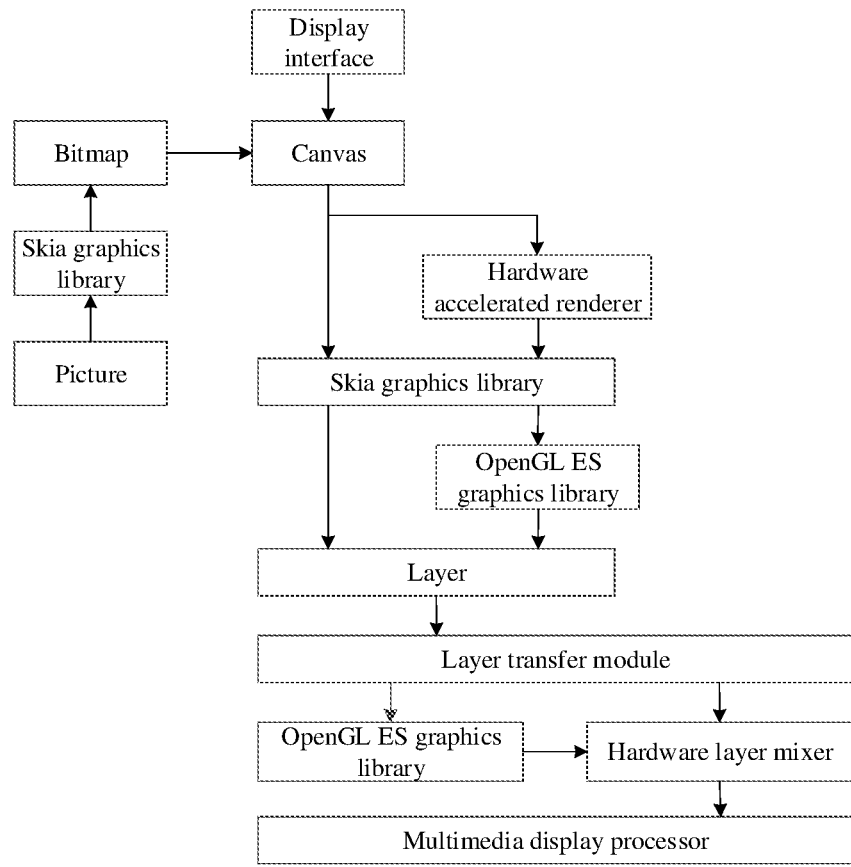 Display
interface
Bitmap
Canvas
Skia graphics
library
Hardware
accelerated renderer
Picture
Skia graphics library
OpenGL ES
graphics library
Layer
Layer transfer module
OpenGL ES graphics
library
Hardware layer mixer
Multimedia display processor